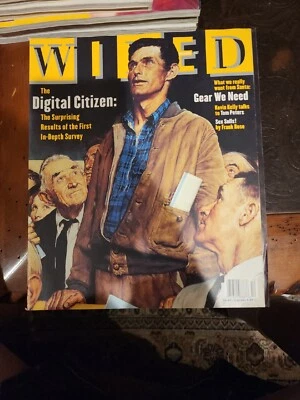 WIRED
The
Digital Citizen:
The Surprising
Results of the First
In-Depth Survey
What we really
want from Santa:
Gear We Need
Kevin Kelly talks
to Tom Peters
Sex Sells!
by Frank Rose